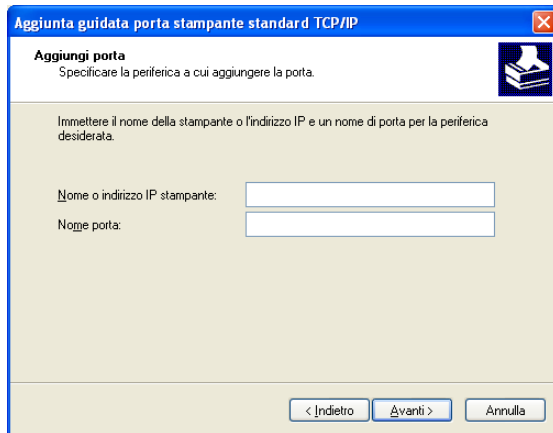 Aggiunta guidata porta stampante standard TCP/IP
Aggiungi porta
Specificare la periferica a cui aggiungere la porta.
Immettere il nome della stampante o l'indirizzo IP e un nome di porta per la periferica
desiderata.
Nome o indirizzo IP stampante:
Nome porta:
< Indietro Avanti > Annulla